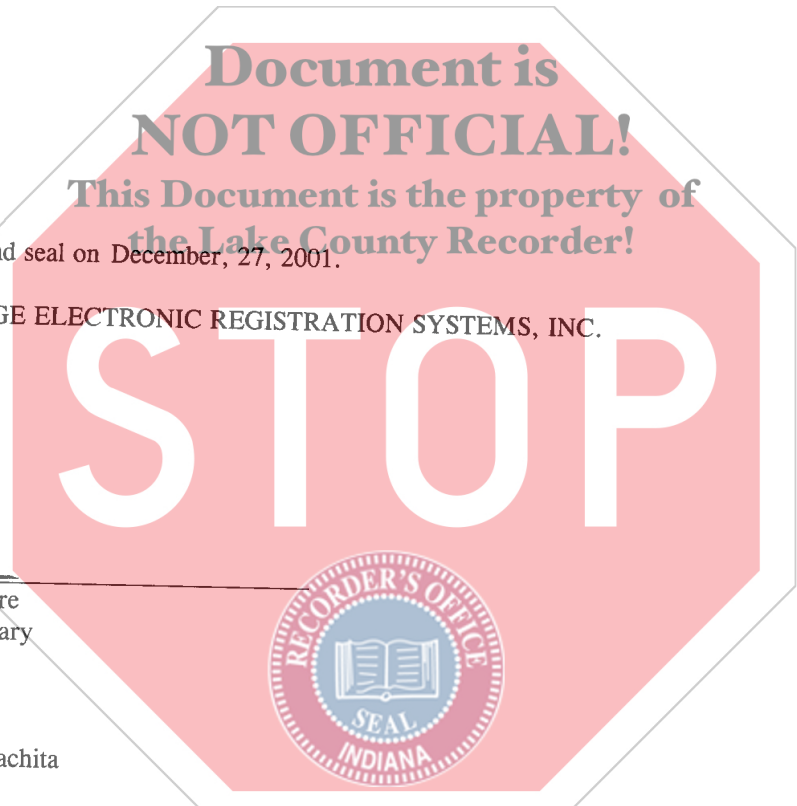 Document is
NOT OFFICIAL!
This Document is the property of
the Lake County Recorder!
nd seal on December, 27, 2001.
GE ELECTRONIC REGISTRATION SYSTEMS, INC.
STOP
re
ary
RECORDER'S OFFICE
SEAL
INDIANA
achita